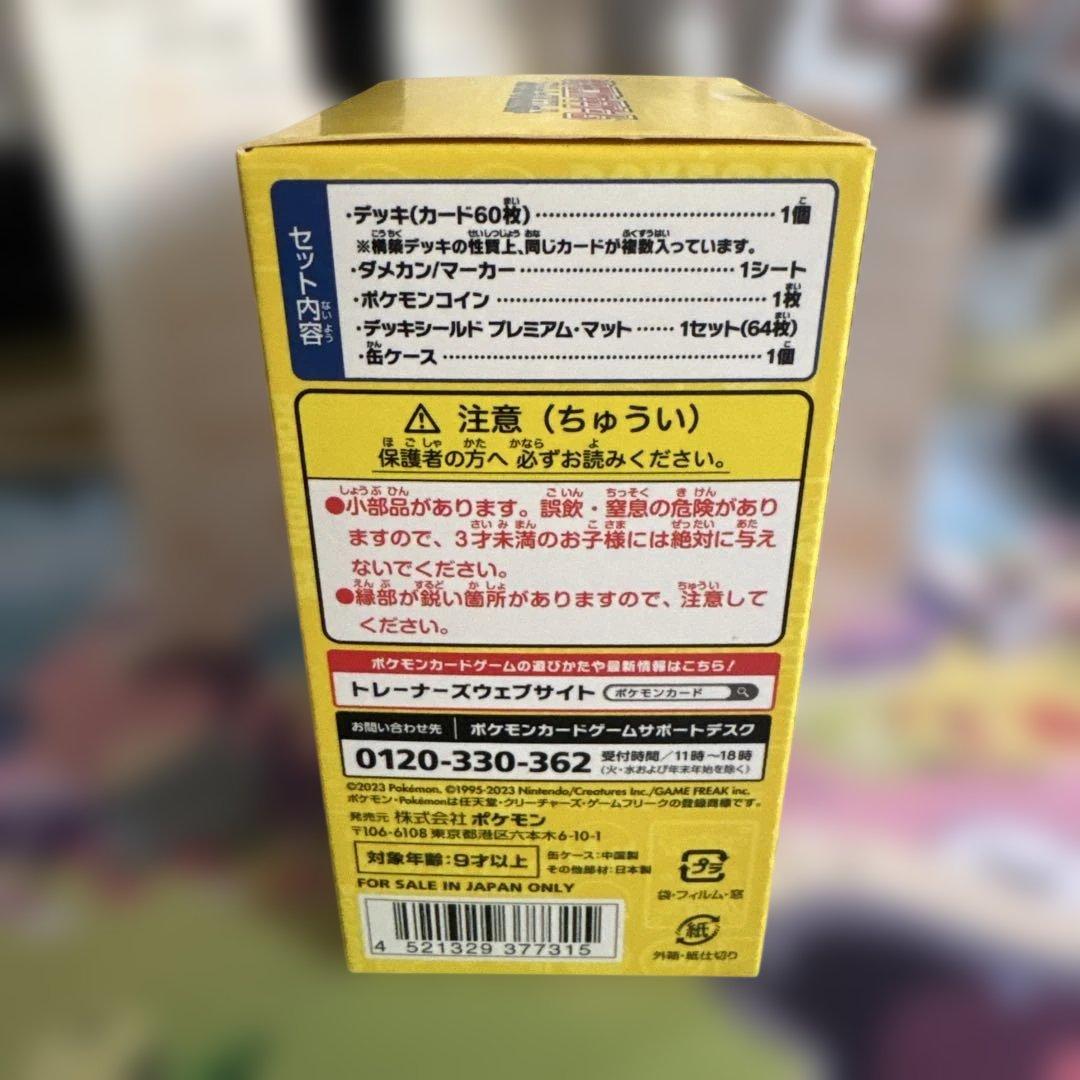 セット内容
ないよう
・デッキ(カード60枚) 1個
※構築デッキの性質上、同じカードが複数入っています。
・ダメカン/マーカー 1シート
・ポケモンコイン 1枚
・デッキシールド プレミアム・マット 1セット(64枚)
・缶ケース 1個
⚠ 注意（ちゅうい）
保護者の方へ 必ずお読みください。
●小部品があります。誤飲・窒息の危険があり
ますので、3才未満のお子様には絶対に与え
ないでください。
●縁部が鋭い箇所がありますので、注意して
ください。
ポケモンカードゲームの遊びかたや最新情報はこちら！
トレーナーズウェブサイト ポケモンカード
お問い合わせ先 ポケモンカードゲームサポートデスク
0120-330-362 受付時間／11時～18時
(火・水および年末年始を除く)
©2023 Pokémon. ©1995-2023 Nintendo/Creatures Inc./GAME FREAK inc.
ポケモン・Pokémonは任天堂・クリーチャーズ・ゲームフリークの登録商標です。
発売元 株式会社 ポケモン
〒106-6108 東京都港区六本木6-10-1
対象年齢:9才以上
缶ケース:中国製
その他部材:日本製
FOR SALE IN JAPAN ONLY
4 521329 377315
プラ
袋・フィルム・窓
紙
外箱・紙仕切り